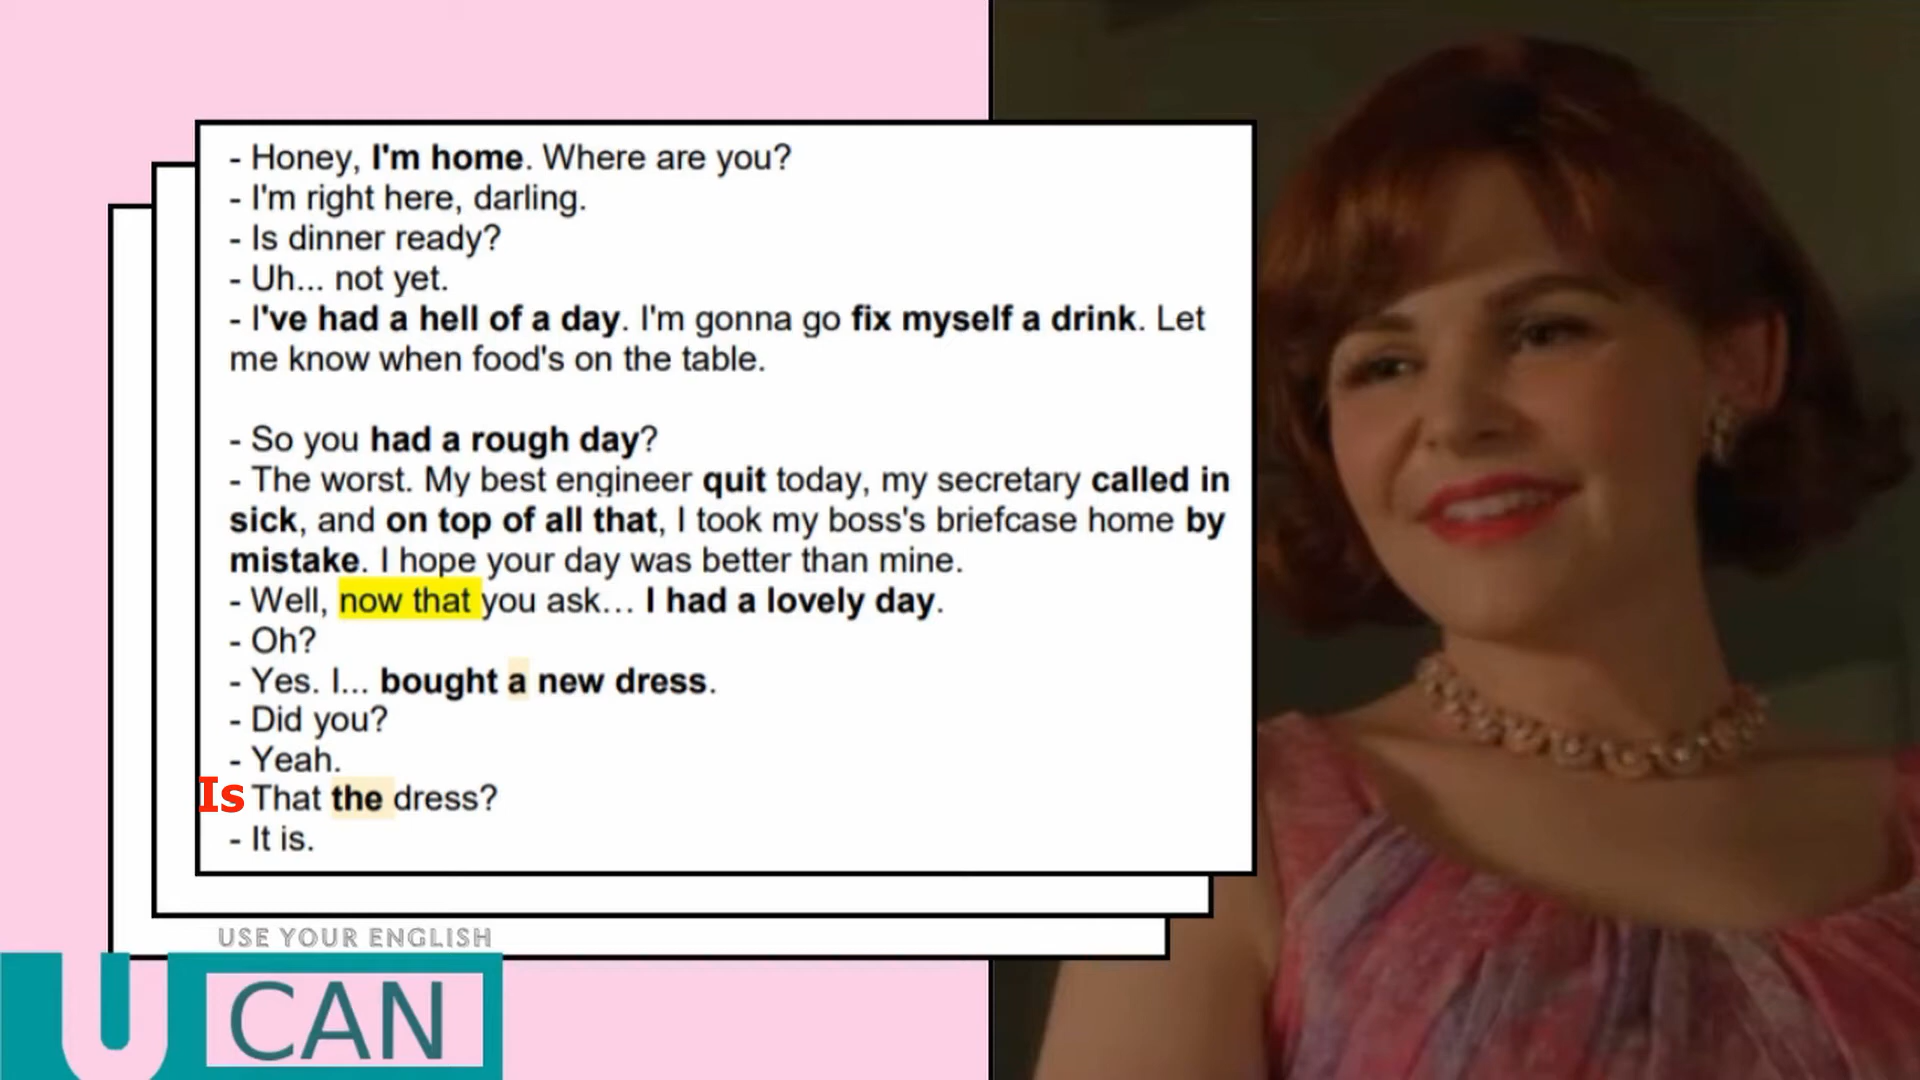 - Honey, I'm home. Where are you?
- I'm right here, darling.
- Is dinner ready?
- Uh... not yet.
- I've had a hell of a day. I'm gonna go fix myself a drink. Let
me know when food's on the table.
- So you had a rough day?
- The worst. My best engineer quit today, my secretary called in
sick, and on top of all that, I took my boss's briefcase home by
mistake. I hope your day was better than mine.
- Well, now that you ask... I had a lovely day.
- Oh?
- Yes. I... bought a new dress.
- Did you?
- Yeah.
Is That the dress?
- It is.
USE YOUR ENGLISH
U CAN